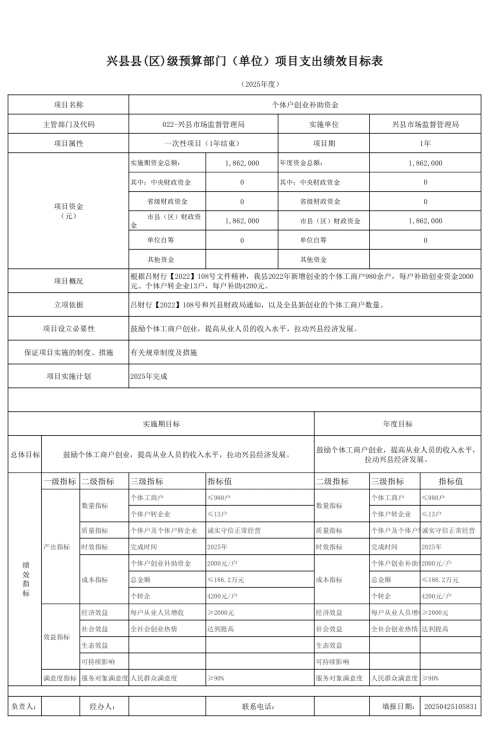 兴县县(区)级预算部门（单位）项目支出绩效目标表
（2025年度）
项目名称 个体户创业补助资金
主管部门及代码 022-兴县市场监督管理局 实施单位 兴县市场监督管理局
项目属性 一次性项目（1年结束） 项目期 1年
项目资金
（元）
实施期资金总额： 1,862,000 年度资金总额： 1,862,000
其中：中央财政资金 0 其中：中央财政资金 0
省级财政资金 0 省级财政资金 0
市县（区）财政资金 1,862,000 市县（区）财政资金 1,862,000
单位自筹 0 单位自筹 0
其他资金 其他资金
项目概况 根据吕财行【2022】108号文件精神，我县2022年新增创业的个体工商户980余户，每户补助创业资金2000
元。个体户转企业13户，每户补助4200元。
立项依据 吕财行【2022】108号和兴县财政局通知，以及全县新创业的个体工商户数量。
项目设立必要性 鼓励个体工商户创业，提高从业人员的收入水平，拉动兴县经济发展。
保证项目实施的制度、措施 有关规章制度及措施
项目实施计划 2025年完成
实施期目标 年度目标
总体目标 鼓励个体工商户创业，提高从业人员的收入水平，拉动兴县经济发展。 鼓励个体工商户创业，提高从业人员的收入水平，
拉动兴县经济发展。
绩效指标
一级指标 二级指标 三级指标 指标值 二级指标 三级指标 指标值
产出指标 数量指标 个体工商户 ≤980户 数量指标 个体工商户 ≤980户
个体户转企业 ≤13户 个体户转企业 ≤13户
质量指标 个体户及个体户转企业 诚实守信正常经营 质量指标 个体户及个体户 诚实守信正常经营
时效指标 完成时间 2025年 时效指标 完成时间 2025年
成本指标 个体户创业补助资金 2000元/户 成本指标 个体户创业补助 2000元/户
总金额 ≤186.2万元 总金额 ≤186.2万元
个转企 4200元/户 个转企 4200元/户
效益指标 经济效益 每户从业人员增收 ≥2000元 经济效益 每户从业人员增 ≥2000元
社会效益 全社会创业热情 达到提高 社会效益 全社会创业热情 达到提高
生态效益 生态效益
可持续影响 可持续影响
满意度指标 服务对象满意度 人民群众满意度 ≥90% 服务对象满意度 人民群众满意度 ≥90%
负责人： 经办人： 联系电话： 填报日期： 20250425105831